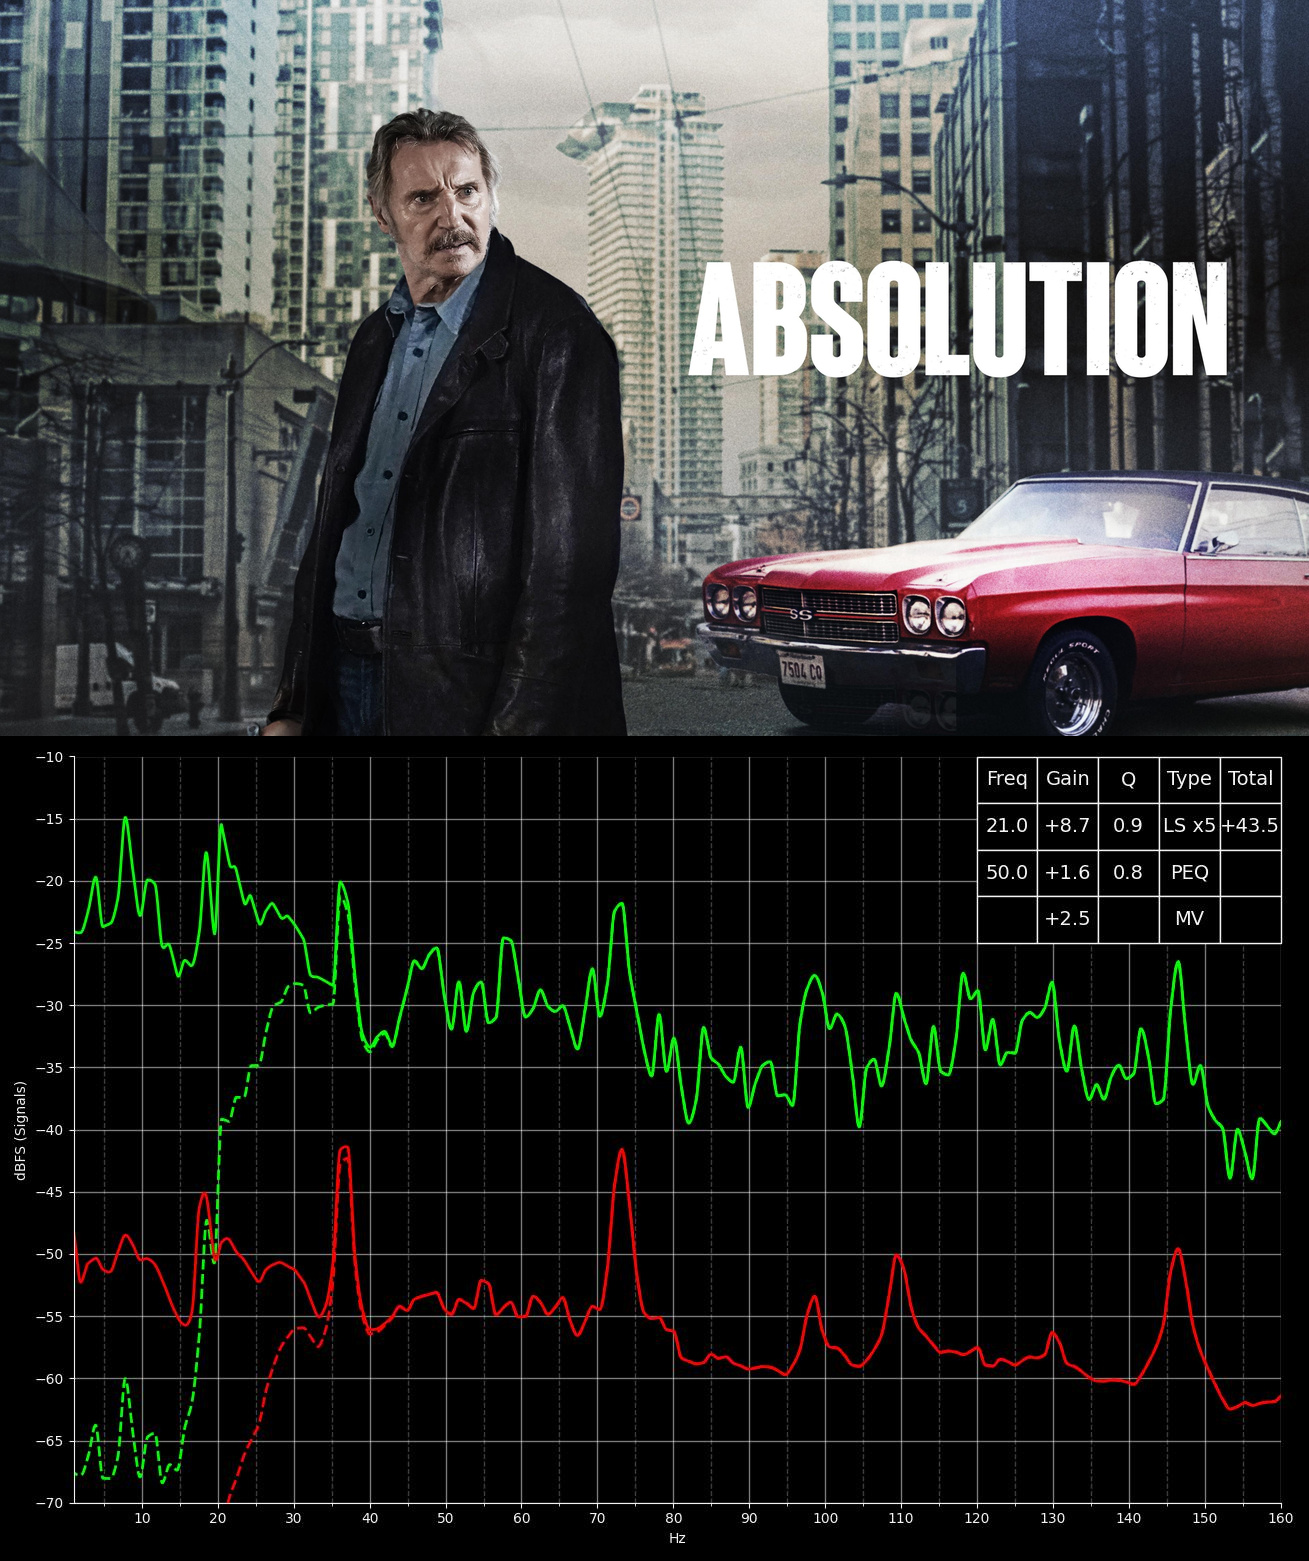 ABSOLUTION
SS
7504 CQ
Freq Gain Q Type Total
21.0 +8.7 0.9 LS x5 +43.5
50.0 +1.6 0.8 PEQ
+2.5 MV
−10
−15
−20
−25
−30
−35
−40
−45
−50
−55
−60
−65
−70
dBFS (Signals)
10 20 30 40 50 60 70 80 90 100 110 120 130 140 150 160
Hz